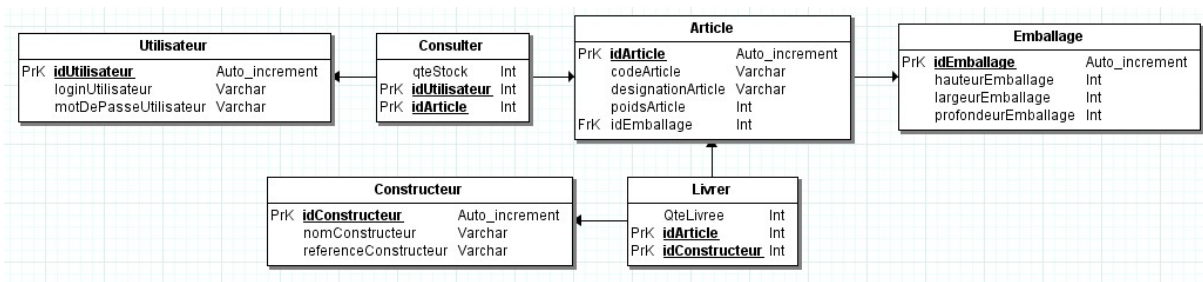 Utilisateur
PrK idUtilisateur Auto_increment
loginUtilisateur Varchar
motDePasseUtilisateur Varchar
Consulter
qteStock Int
PrK idUtilisateur Int
PrK idArticle Int
Article
PrK idArticle Auto_increment
codeArticle Varchar
designationArticle Varchar
poidsArticle Int
FrK idEmballage Int
Emballage
PrK idEmballage Auto_increment
hauteurEmballage Int
largeurEmballage Int
profondeurEmballage Int
Constructeur
PrK idConstructeur Auto_increment
nomConstructeur Varchar
referenceConstructeur Varchar
Livrer
QteLivree Int
PrK idArticle Int
PrK idConstructeur Int